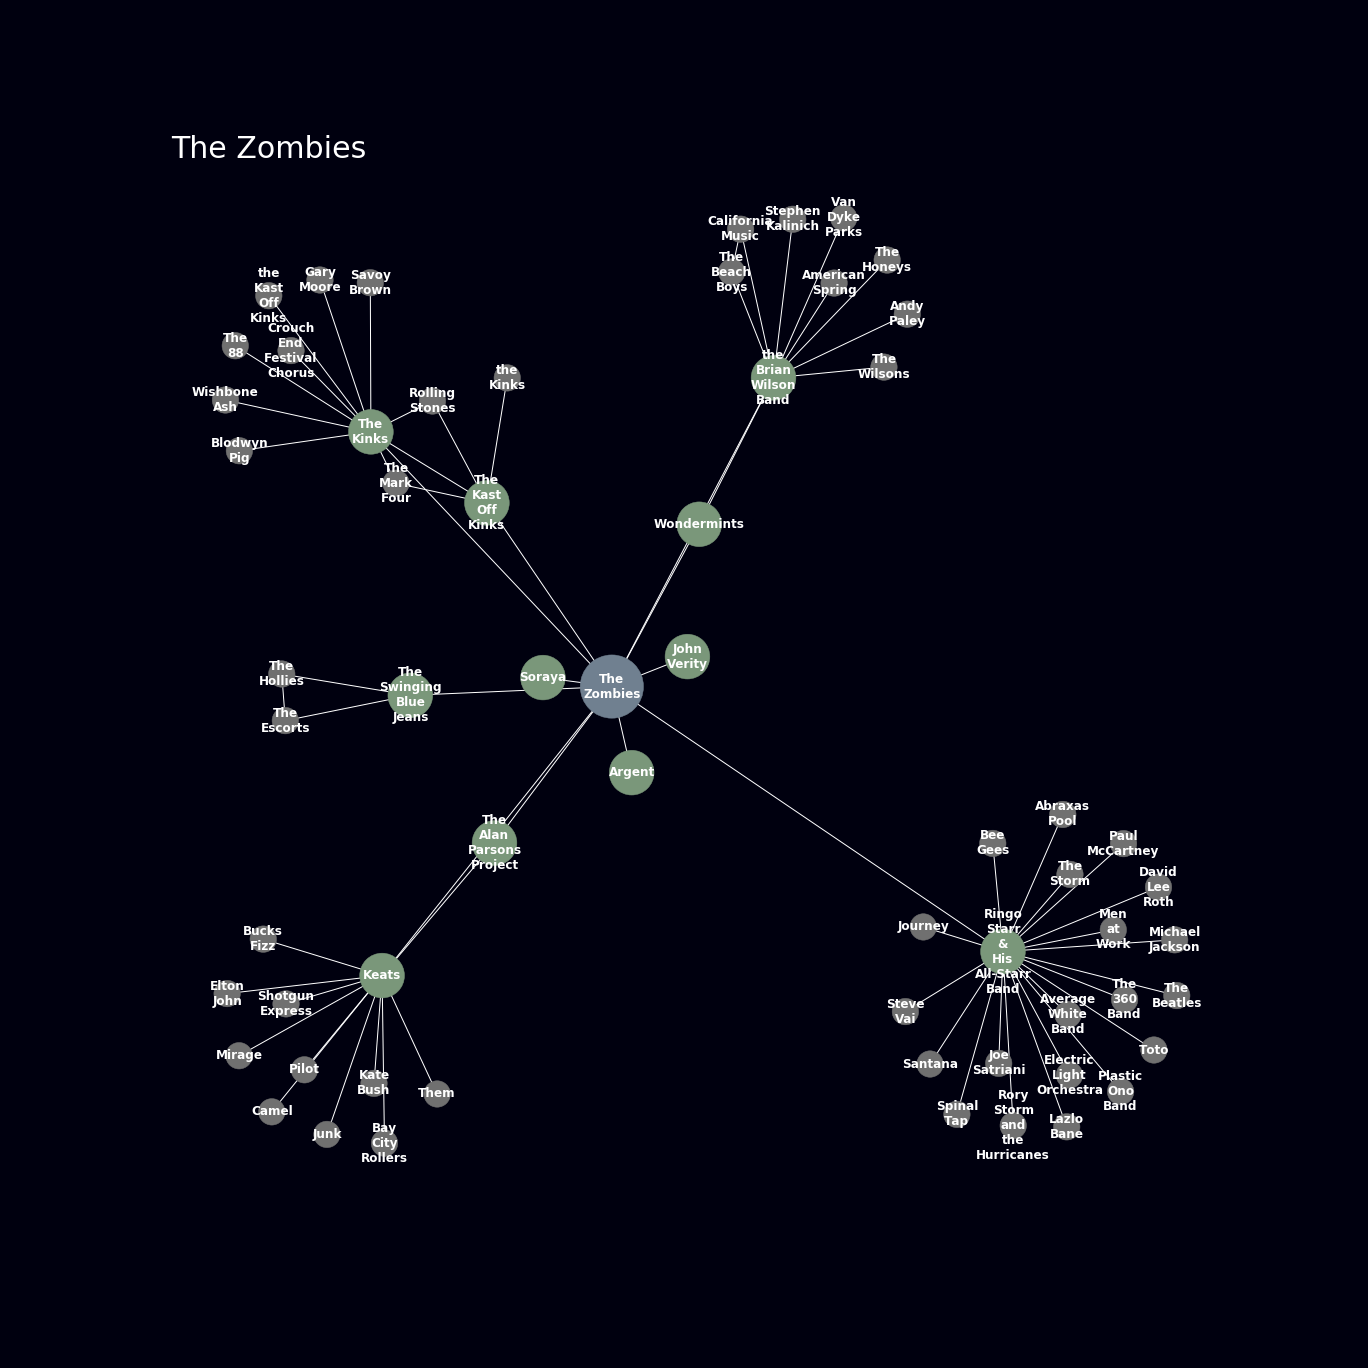 The Zombies
California
Music
Stephen
Kalinich
Van
Dyke
Parks
The
Beach
Boys
American
Spring
The
Honeys
Andy
Paley
The
Wilsons
the
Brian
Wilson
Band
the
Kast
Off
Kinks
Gary
Moore
Savoy
Brown
The
88
Crouch
End
Festival
Chorus
Wishbone
Ash
Blodwyn
Pig
The
Kinks
Rolling
Stones
the
Kinks
The
Mark
Four
The
Kast
Off
Kinks
Wondermints
The
Hollies
The
Escorts
The
Swinging
Blue
Jeans
Soraya
The
Zombies
John
Verity
Argent
The
Alan
Parsons
Project
Bucks
Fizz
Keats
Elton
John
Shotgun
Express
Mirage
Pilot
Camel
Junk
Kate
Bush
Bay
City
Rollers
Them
Abraxas
Pool
Bee
Gees
Paul
McCartney
The
Storm
David
Lee
Roth
Journey
Ringo
Starr
&
His
All-Starr
Band
Men
at
Work
Michael
Jackson
Steve
Vai
Average
White
Band
The
360
Band
The
Beatles
Santana
Joe
Satriani
Electric
Light
Orchestra
Toto
Plastic
Ono
Band
Spinal
Tap
Rory
Storm
and
the
Hurricanes
Lazlo
Bane